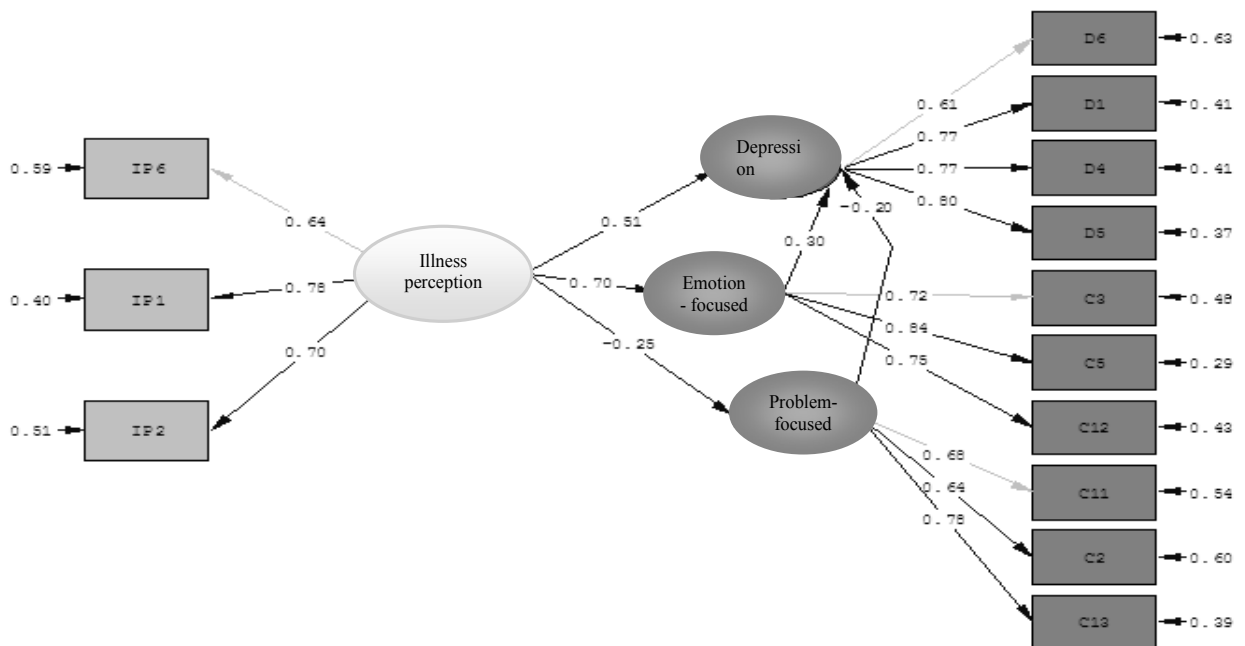 D6
0.63
0.61
D1
0.41
0.77
Depressi
on
0.59
IP6
0.77
D4
0.41
0.80
-0.20
0.64
0.51
D5
0.37
0.30
Illness
perception
Emotion
- focused
0.40
IP1
0.78
0.70
0.72
C3
0.48
0.84
-0.25
0.70
0.75
C5
0.29
Problem-
focused
0.51
IP2
C12
0.43
0.68
0.64
C11
0.54
0.78
C2
0.60
C13
0.39